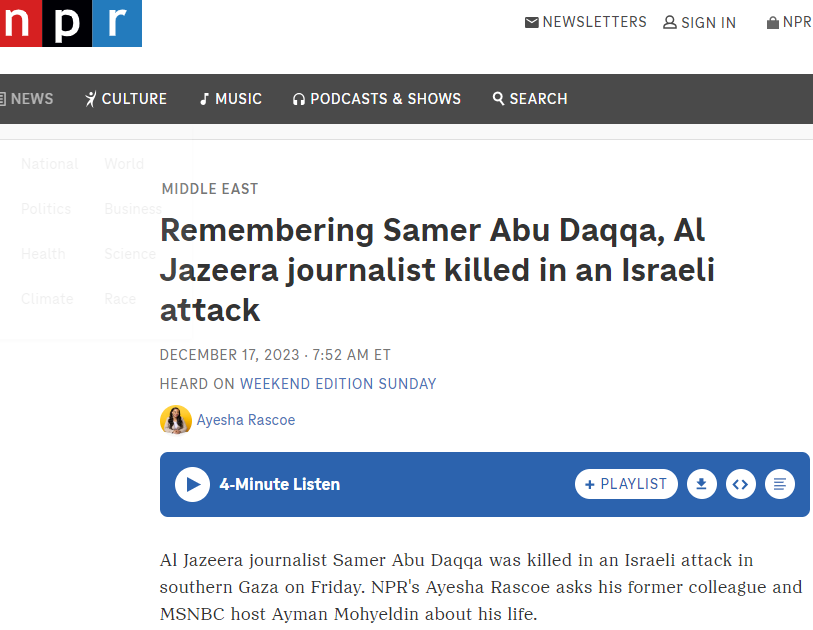 npr
NEWSLETTERS SIGN IN NPR
NEWS CULTURE MUSIC PODCASTS & SHOWS SEARCH
National World
Politics Business
Health Science
Climate Race
MIDDLE EAST
Remembering Samer Abu Daqqa, Al
Jazeera journalist killed in an Israeli
attack
DECEMBER 17, 2023 · 7:52 AM ET
HEARD ON WEEKEND EDITION SUNDAY
Ayesha Rascoe
4-Minute Listen + PLAYLIST
Al Jazeera journalist Samer Abu Daqqa was killed in an Israeli attack in
southern Gaza on Friday. NPR's Ayesha Rascoe asks his former colleague and
MSNBC host Ayman Mohyeldin about his life.